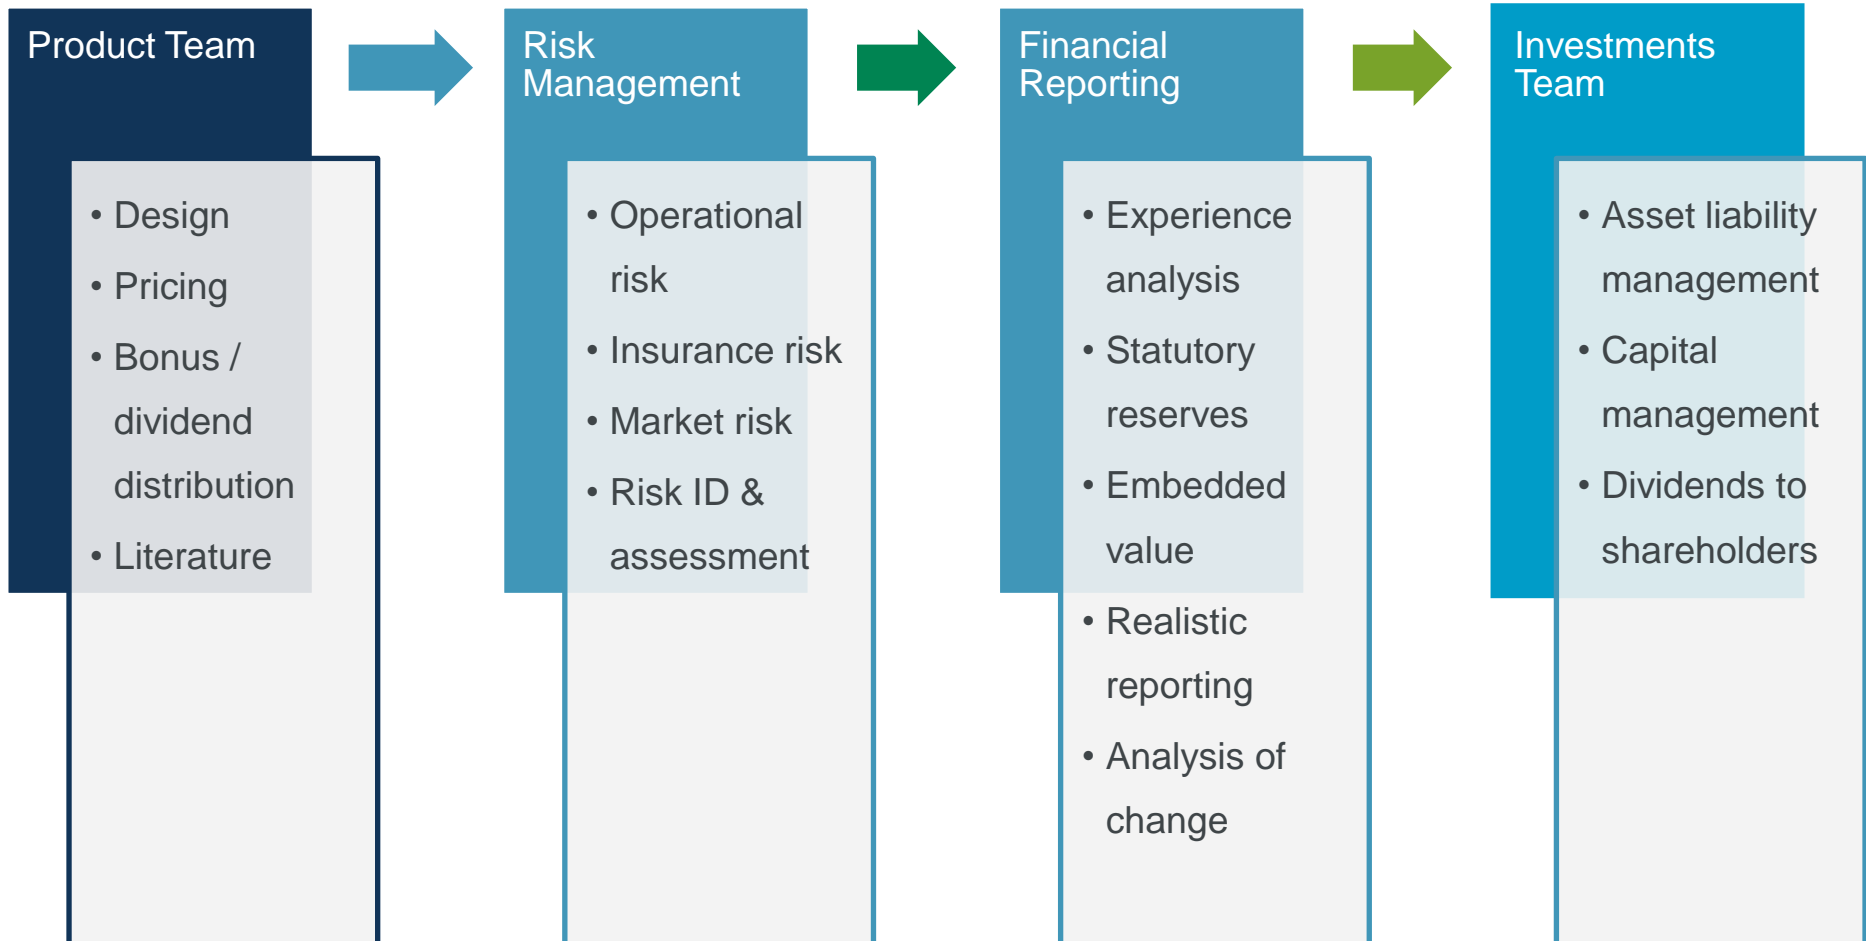 Product Team
• Design
• Pricing
• Bonus /
dividend
distribution
• Literature
Risk
Management
• Operational
risk
• Insurance risk
• Market risk
• Risk ID &
assessment
Financial
Reporting
• Experience
analysis
• Statutory
reserves
• Embedded
value
• Realistic
reporting
• Analysis of
change
Investments
Team
• Asset liability
management
• Capital
management
• Dividends to
shareholders